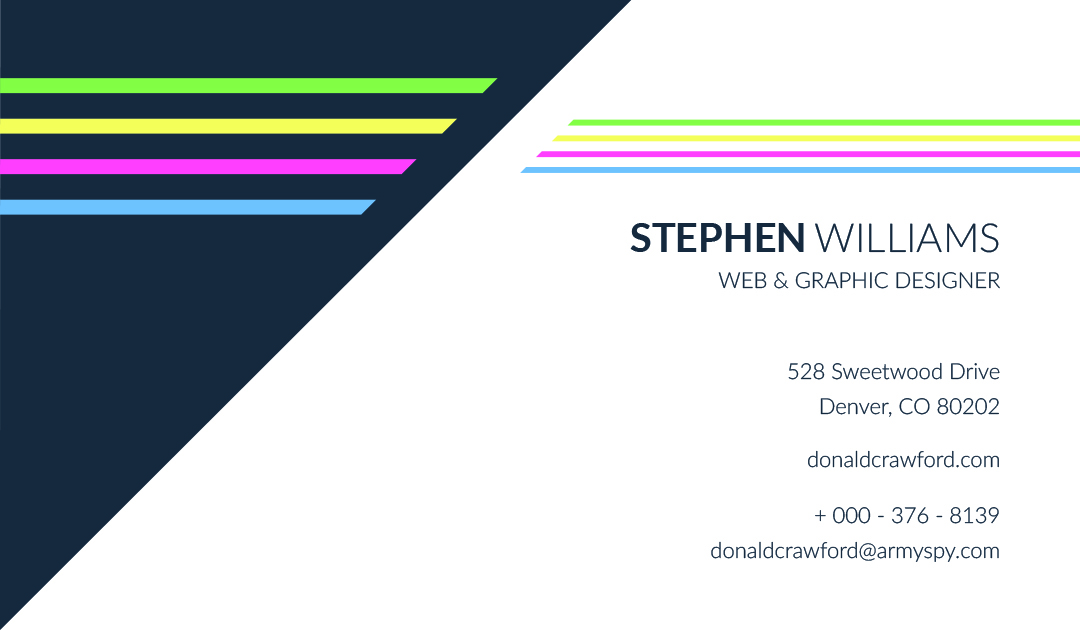 STEPHEN WILLIAMS
WEB & GRAPHIC DESIGNER
528 Sweetwood Drive
Denver, CO 80202
donaldcrawford.com
+ 000 - 376 - 8139
donaldcrawford@armyspy.com